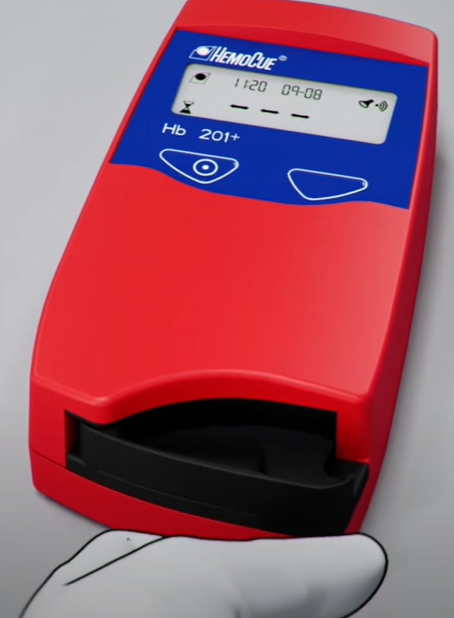 HemoCue®
11:20 09-08
– – –
Hb 201+